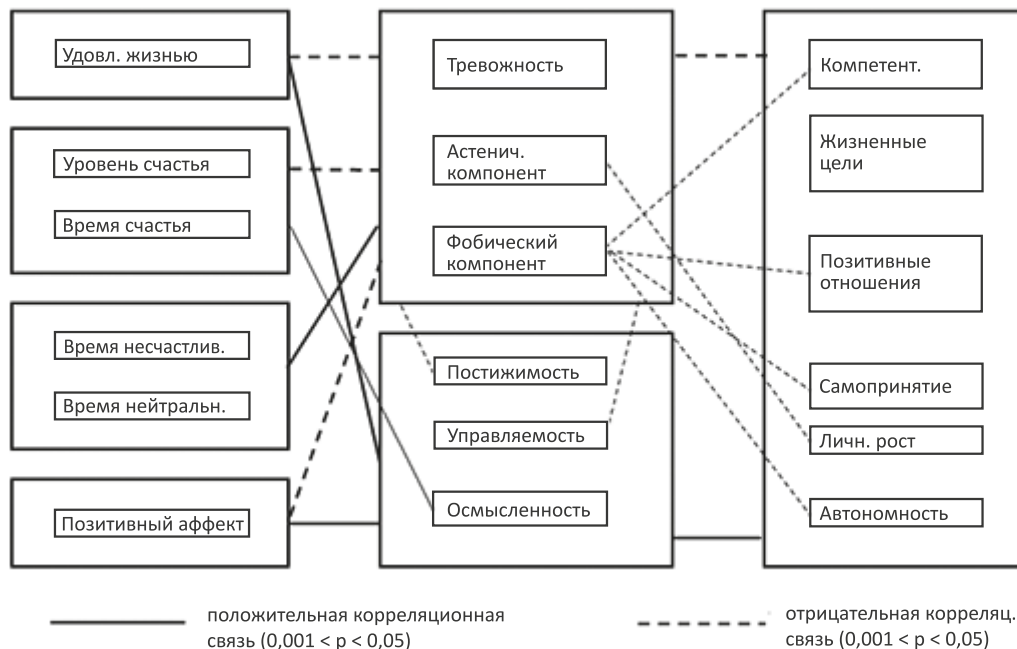 Удовл. жизнью
Уровень счастья
Время счастья
Время несчастлив.
Время нейтральн.
Позитивный аффект
Тревожность
Астенич.
компонент
Фобический
компонент
Постижимость
Управляемость
Осмысленность
Компетент.
Жизненные
цели
Позитивные
отношения
Самопринятие
Личн. рост
Автономность
положительная корреляционная
связь (0,001 < p < 0,05)
отрицательная корреляц.
связь (0,001 < p < 0,05)